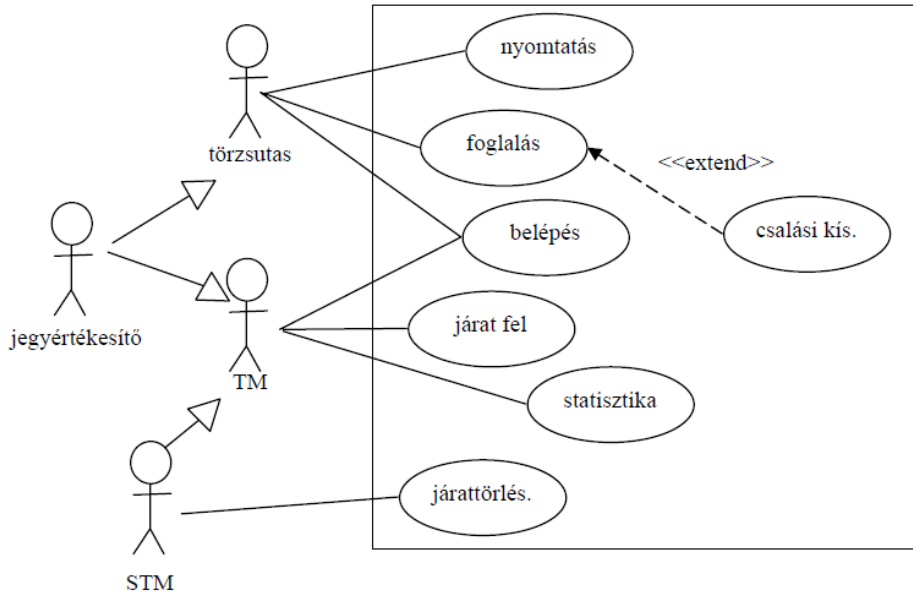 nyomtatás
törzsutas
foglalás
<<extend>>
belépés
csalási kís.
jegyértékesítő
járat fel
TM
statisztika
járattörlés.
STM